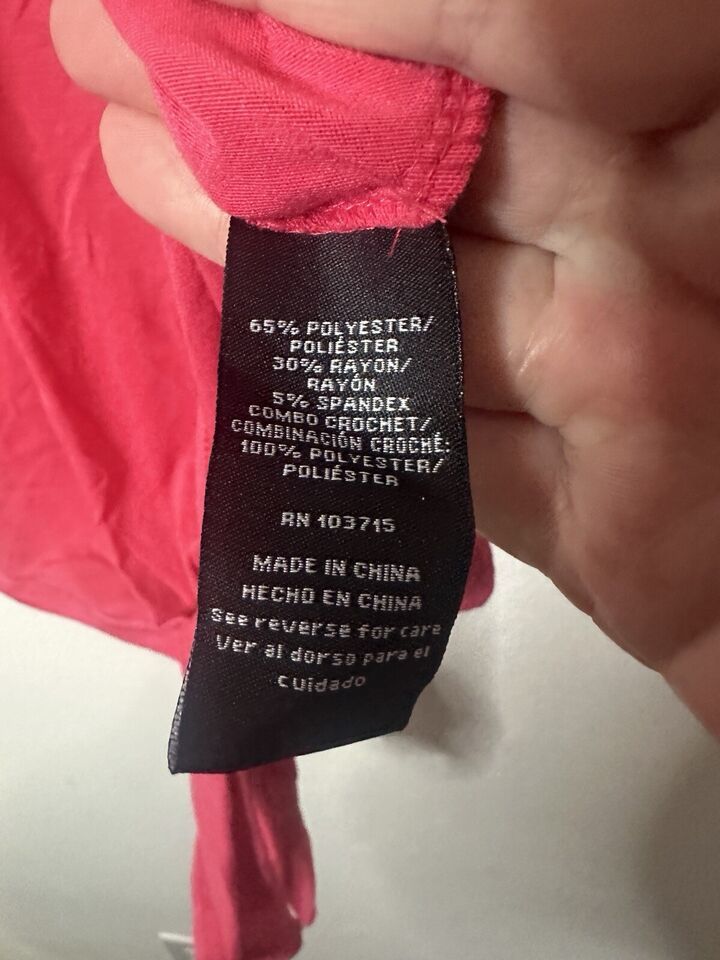 65% POLYESTER/
POLIÉSTER
30% RAYON/
RAYÓN
5% SPANDEX
COMBO CROCHET/
COMBINACIÓN CROCHÉ:
100% POLYESTER/
POLIÉSTER
RN 103715
MADE IN CHINA
HECHO EN CHINA
See reverse for care
Ver al dorso para el
cuidado